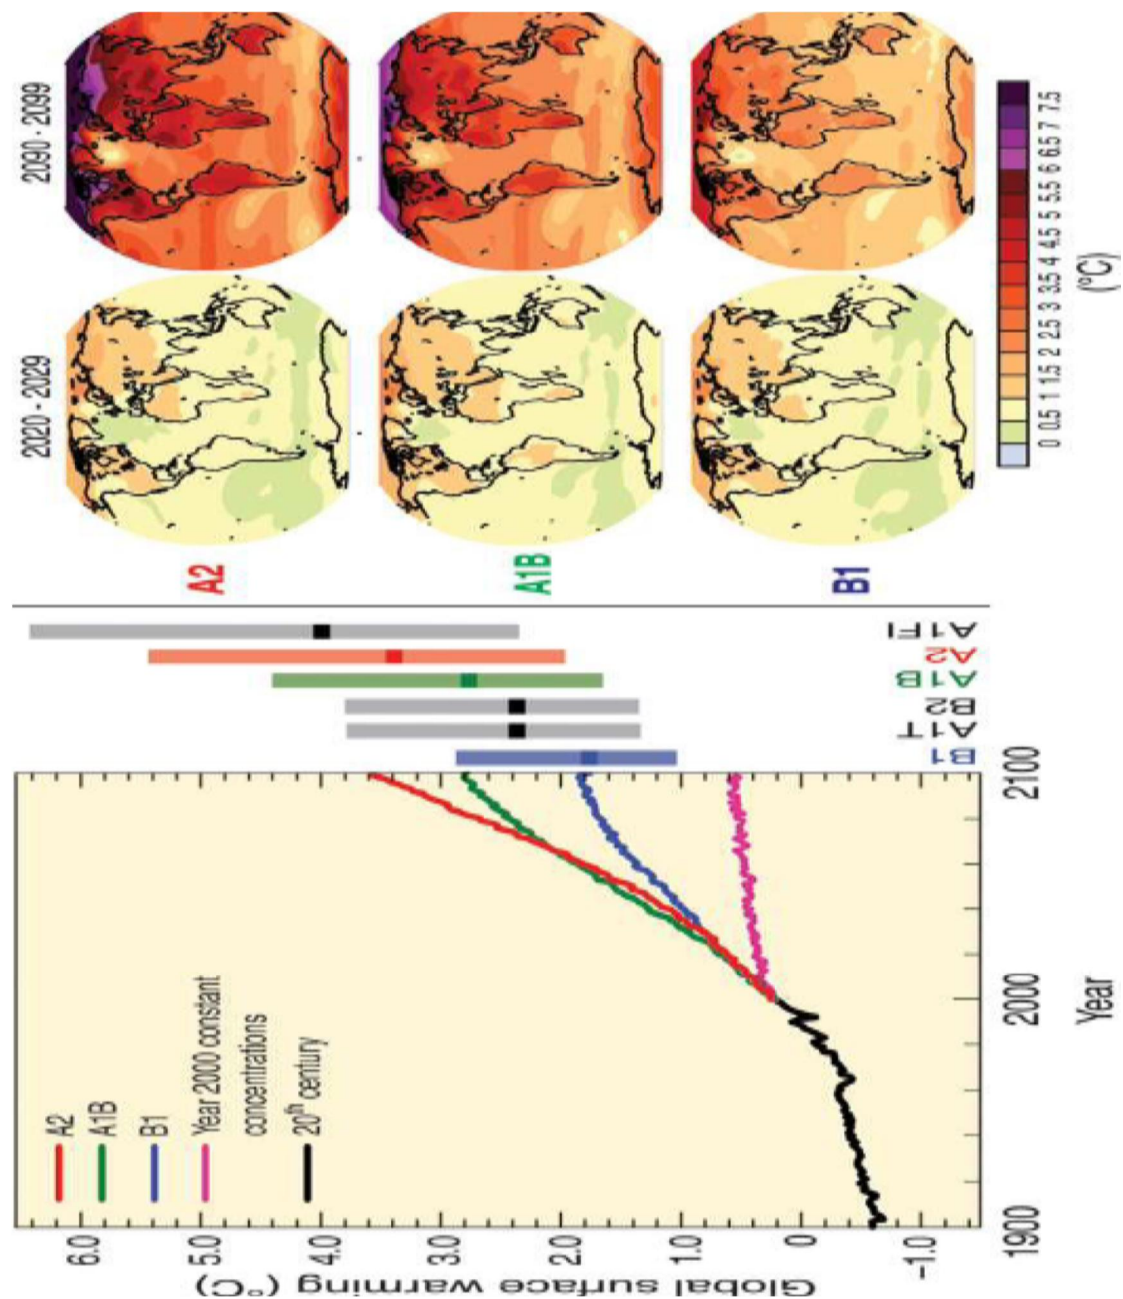 2020 - 2029
2090 - 2099
A2
A1B
B1
Year 2000 constant
concentrations
20th century
Global surface warming (°C)
6.0
5.0
4.0
3.0
2.0
1.0
0
-1.0
1900
2000
2100
Year
B1
A1T
B2
A1B
A2
A1FI
A2
A1B
B1
0 0.5 1 1.5 2 2.5 3 3.5 4 4.5 5 5.5 6 6.5 7 7.5
(°C)